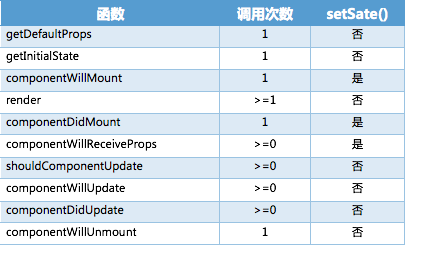 函数 调用次数 setSate()
getDefaultProps 1 否
getInitialState 1 否
componentWillMount 1 是
render >=1 否
componentDidMount 1 是
componentWillReceiveProps >=0 是
shouldComponentUpdate >=0 否
componentWillUpdate >=0 否
componentDidUpdate >=0 否
componentWillUnmount 1 否